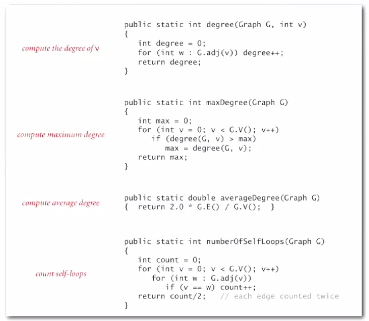 compute the degree of v
public static int degree(Graph G, int v)
{
int degree = 0;
for (int w : G.adj(v)) degree++;
return degree;
}
compute maximum degree
public static int maxDegree(Graph G)
{
int max = 0;
for (int v = 0; v < G.V(); v++)
if (degree(G, v) > max)
max = degree(G, v);
return max;
}
compute average degree
public static double averageDegree(Graph G)
{ return 2.0 * G.E() / G.V(); }
count self-loops
public static int numberOfSelfLoops(Graph G)
{
int count = 0;
for (int v = 0; v < G.V(); v++)
for (int w : G.adj(v))
if (v == w) count++;
return count/2; // each edge counted twice
}